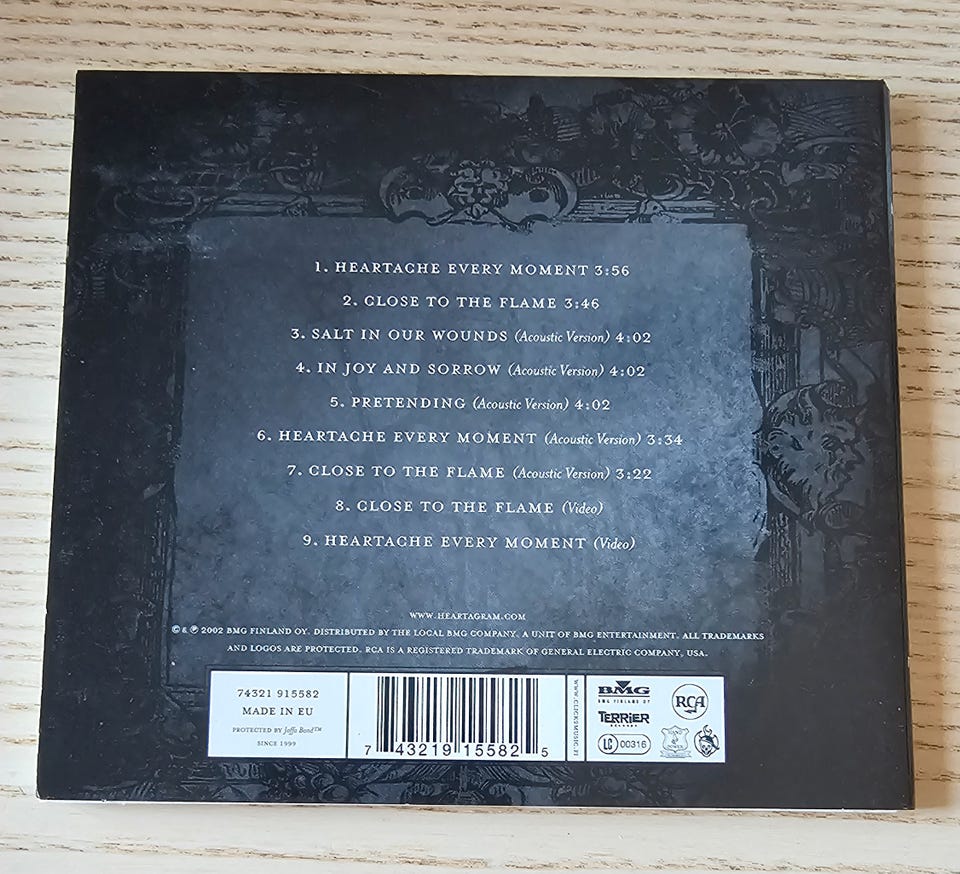 1. HEARTACHE EVERY MOMENT 3:56
2. CLOSE TO THE FLAME 3:46
3. SALT IN OUR WOUNDS (Acoustic Version) 4:02
4. IN JOY AND SORROW (Acoustic Version) 4:02
5. PRETENDING (Acoustic Version) 4:02
6. HEARTACHE EVERY MOMENT (Acoustic Version) 3:34
7. CLOSE TO THE FLAME (Acoustic Version) 3:22
8. CLOSE TO THE FLAME (Video)
9. HEARTACHE EVERY MOMENT (Video)
WWW.HEARTAGRAM.COM
© & ℗ 2002 BMG FINLAND OY. DISTRIBUTED BY THE LOCAL BMG COMPANY. A UNIT OF BMG ENTERTAINMENT. ALL TRADEMARKS
AND LOGOS ARE PROTECTED. RCA IS A REGISTERED TRADEMARK OF GENERAL ELECTRIC COMPANY, USA.
74321 915582
MADE IN EU
PROTECTED BY Jaffa Bond™
SINCE 1999
7 43219 15582 5
WWW.CLICKSMUSIC.FI
BMG
BMG FINLAND OY
RCA
TERRIER
RECORDS
LC 00316